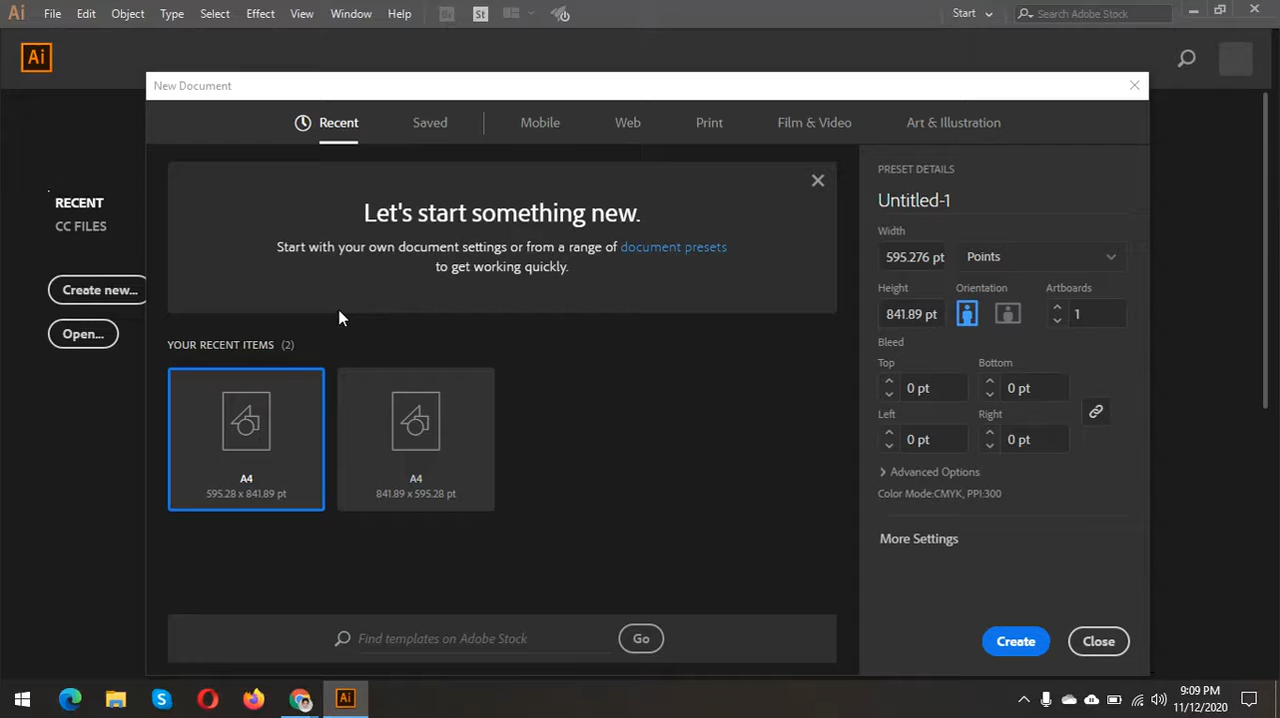 Ai File Edit Object Type Select Effect View Window Help Br St Start Search Adobe Stock
Ai
New Document
Recent Saved Mobile Web Print Film & Video Art & Illustration
RECENT
CC FILES
Create new...
Open...
Let's start something new.
Start with your own document settings or from a range of document presets
to get working quickly.
YOUR RECENT ITEMS (2)
A4
595.28 x 841.89 pt
A4
841.89 x 595.28 pt
Find templates on Adobe Stock Go
PRESET DETAILS
Untitled-1
Width
595.276 pt Points
Height Orientation Artboards
841.89 pt 1
Bleed
Top Bottom
0 pt 0 pt
Left Right
0 pt 0 pt
Advanced Options
Color Mode:CMYK, PPI:300
More Settings
Create Close
Ai
9:09 PM
11/12/2020